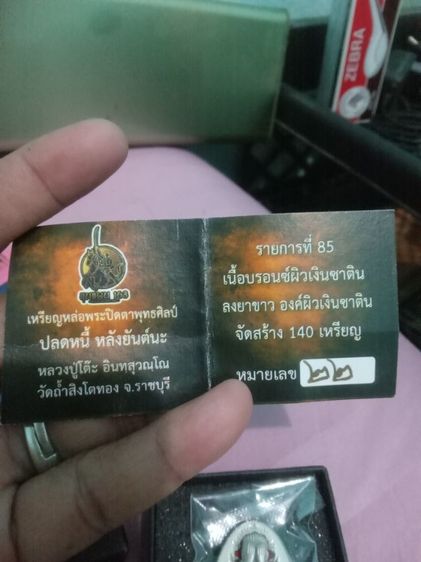 ZEBRA
เหรียญหล่อพระปิดตาพุทธศิลป์
ปลดหนี้ หลังยันต์นะ
หลวงปู่โต๊ะ อินทสุวณฺโณ
วัดถ้ำสิงโตทอง จ.ราชบุรี
รายการที่ 85
เนื้อบรอนซ์ผิวเงินซาติน
ลงยาขาว องค์ผิวเงินซาติน
จัดสร้าง 140 เหรียญ
หมายเลข ๒๒